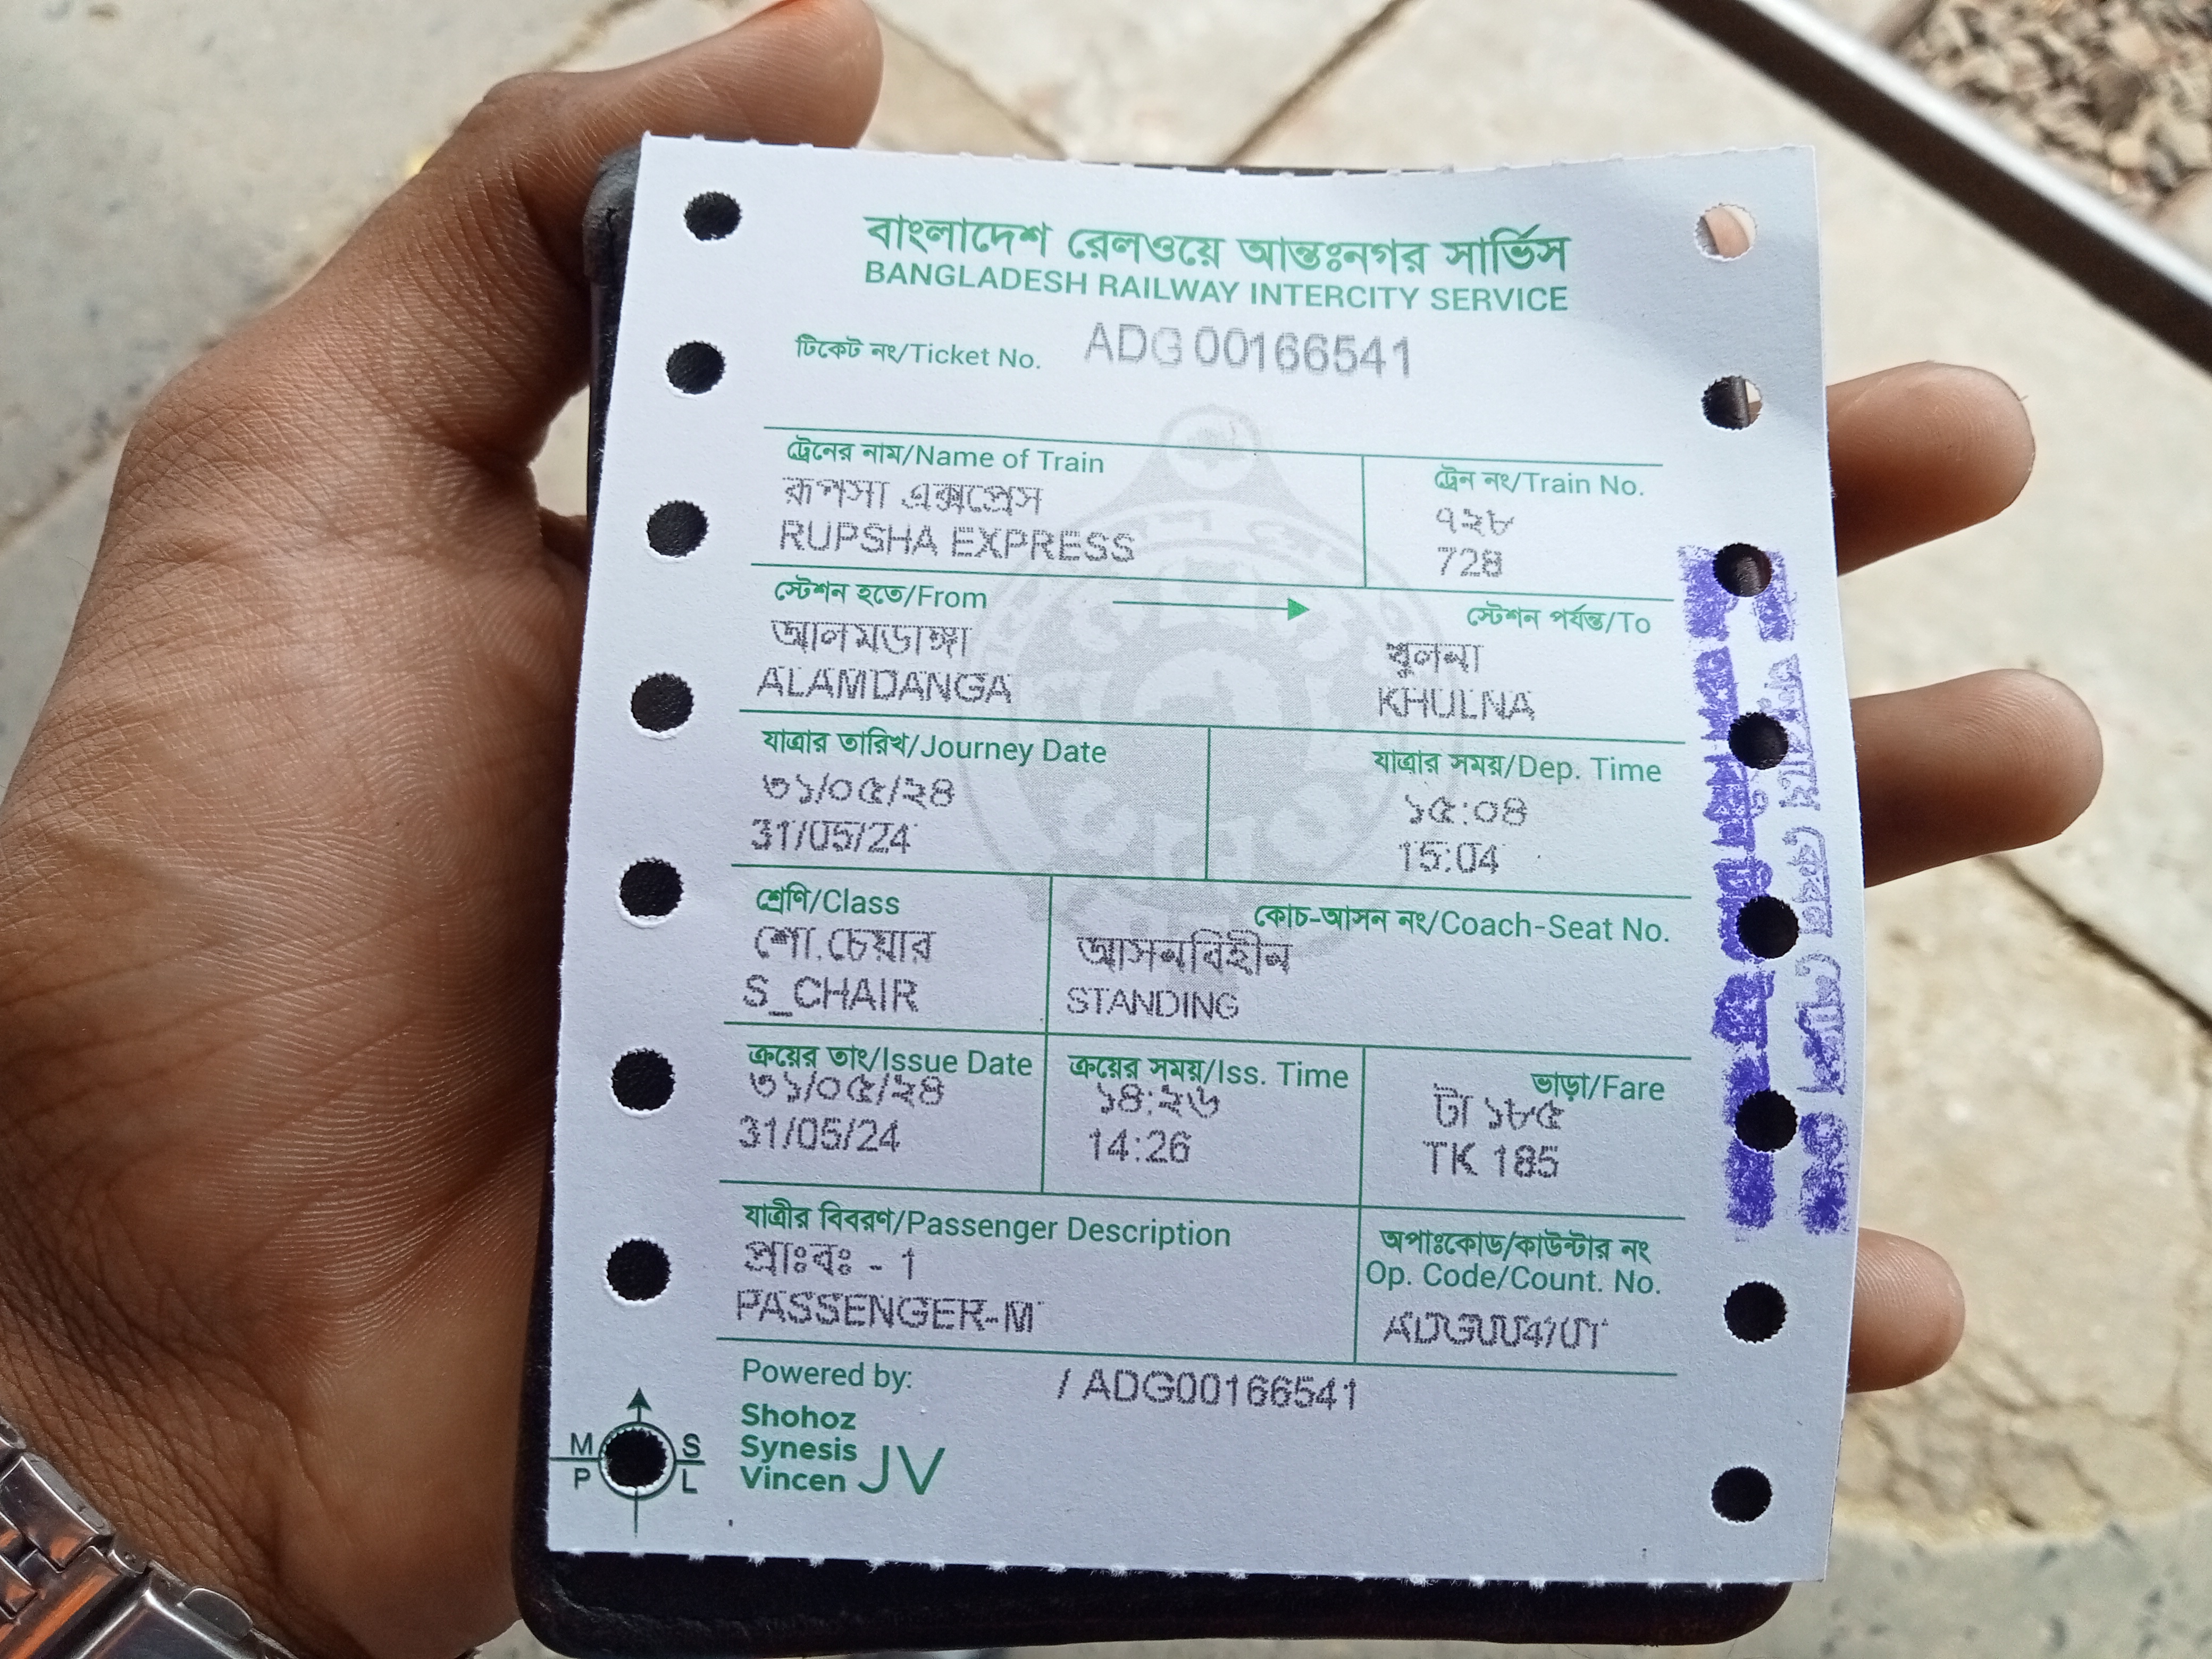 বাংলাদেশ রেলওয়ে আন্তঃনগর সার্ভিস
BANGLADESH RAILWAY INTERCITY SERVICE
টিকেট নং/Ticket No. ADG00166541
ট্রেনের নাম/Name of Train
রূপসা এক্সপ্রেস
RUPSHA EXPRESS
ট্রেন নং/Train No.
৭২৮
728
স্টেশন হতে/From
আলমডাঙ্গা
ALAMDANGA
স্টেশন পর্যন্ত/To
খুলনা
KHULNA
যাত্রার তারিখ/Journey Date
৩১/০৫/২৪
31/05/24
যাত্রার সময়/Dep. Time
১৫:০৪
15:04
শ্রেণি/Class
শো.চেয়ার
S_CHAIR
কোচ-আসন নং/Coach-Seat No.
আসনবিহীন
STANDING
ক্রয়ের তাং/Issue Date
৩১/০৫/২৪
31/05/24
ক্রয়ের সময়/Iss. Time
১৪:২৬
14:26
ভাড়া/Fare
টা ১৮৫
TK 185
যাত্রীর বিবরণ/Passenger Description
প্রাঃবঃ - 1
PASSENGER-M
অপাঃকোড/কাউন্টার নং
Op. Code/Count. No.
Powered by:
/ ADG00166541
Shohoz
Synesis
Vincen JV
M S
P L